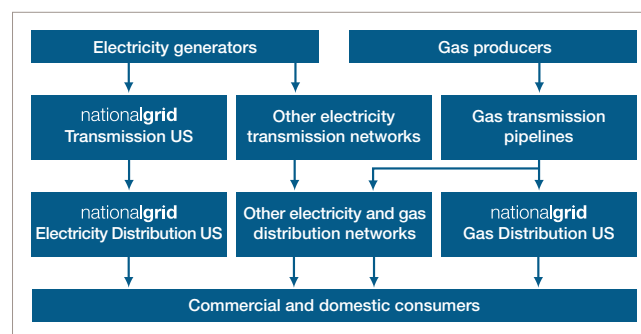 Electricity generators
Gas producers
nationalgrid
Transmission US
Other electricity
transmission networks
Gas transmission
pipelines
nationalgrid
Electricity Distribution US
Other electricity and gas
distribution networks
nationalgrid
Gas Distribution US
Commercial and domestic consumers